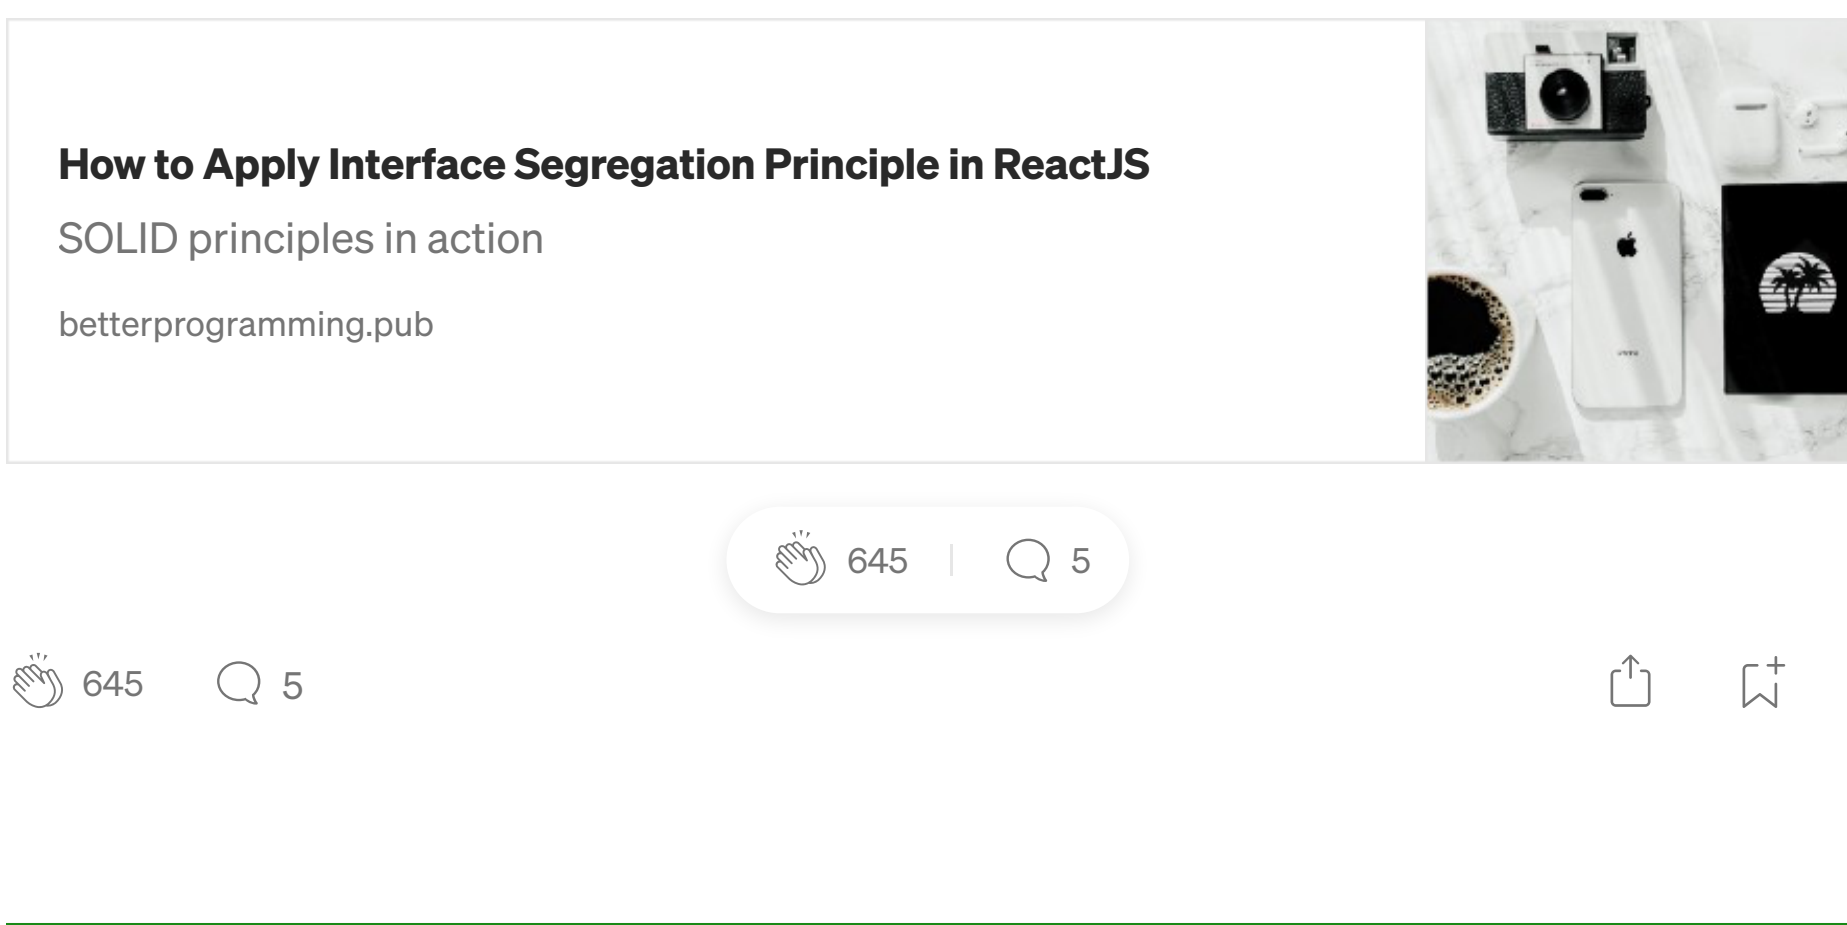 How to Apply Interface Segregation Principle in ReactJS
SOLID principles in action
betterprogramming.pub
645
5
645
5